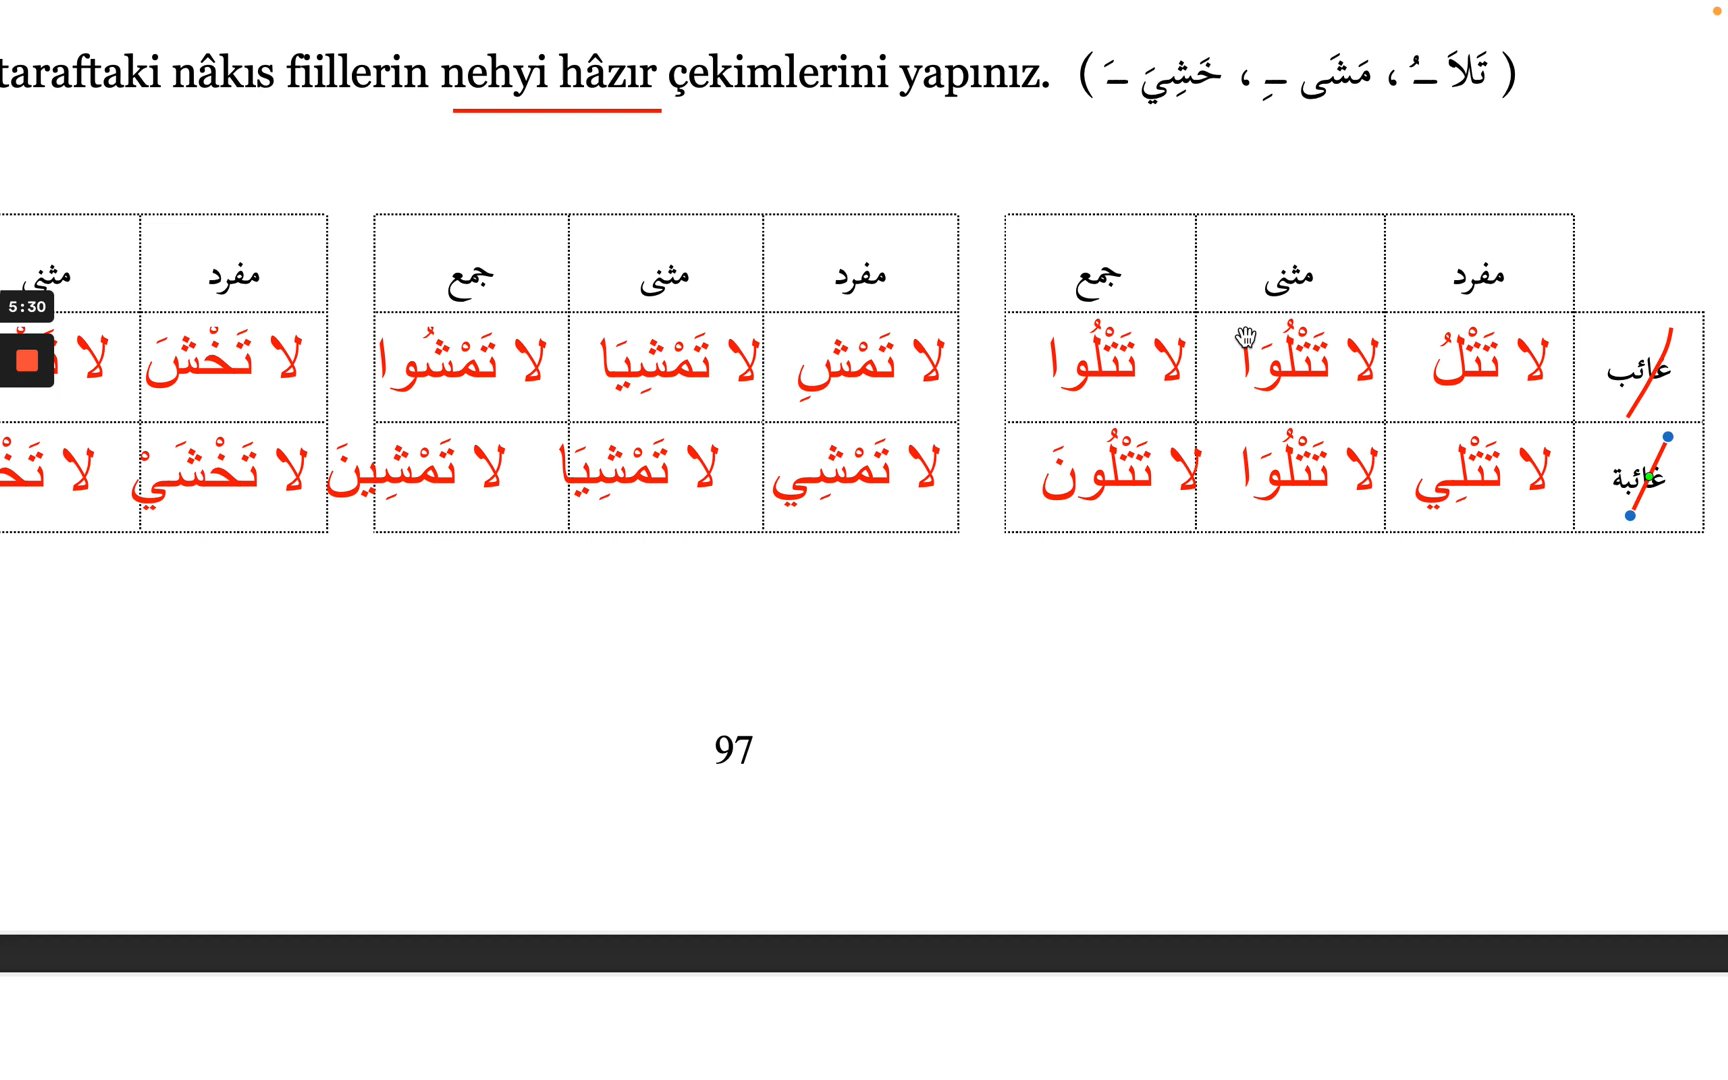 taraftaki nâkıs fiillerin nehyi hâzır çekimlerini yapınız. ( تَلاَ ـُ ، مَشَى ـِ ، خَشِيَ ـَ )
مفرد مثنى جمع مفرد مثنى جمع مفرد مثنى
5:30
غائب لا تَتْلُ لا تَتْلُوَا لا تَتْلُوا لا تَمْشِ لا تَمْشِيَا لا تَمْشُوا لا تَخْشَ لا
غائبة لا تَتْلِي لا تَتْلُوَا لا تَتْلُونَ لا تَمْشِي لا تَمْشِيَا لا تَمْشِينَ لا تَخْشَيْ لا
97